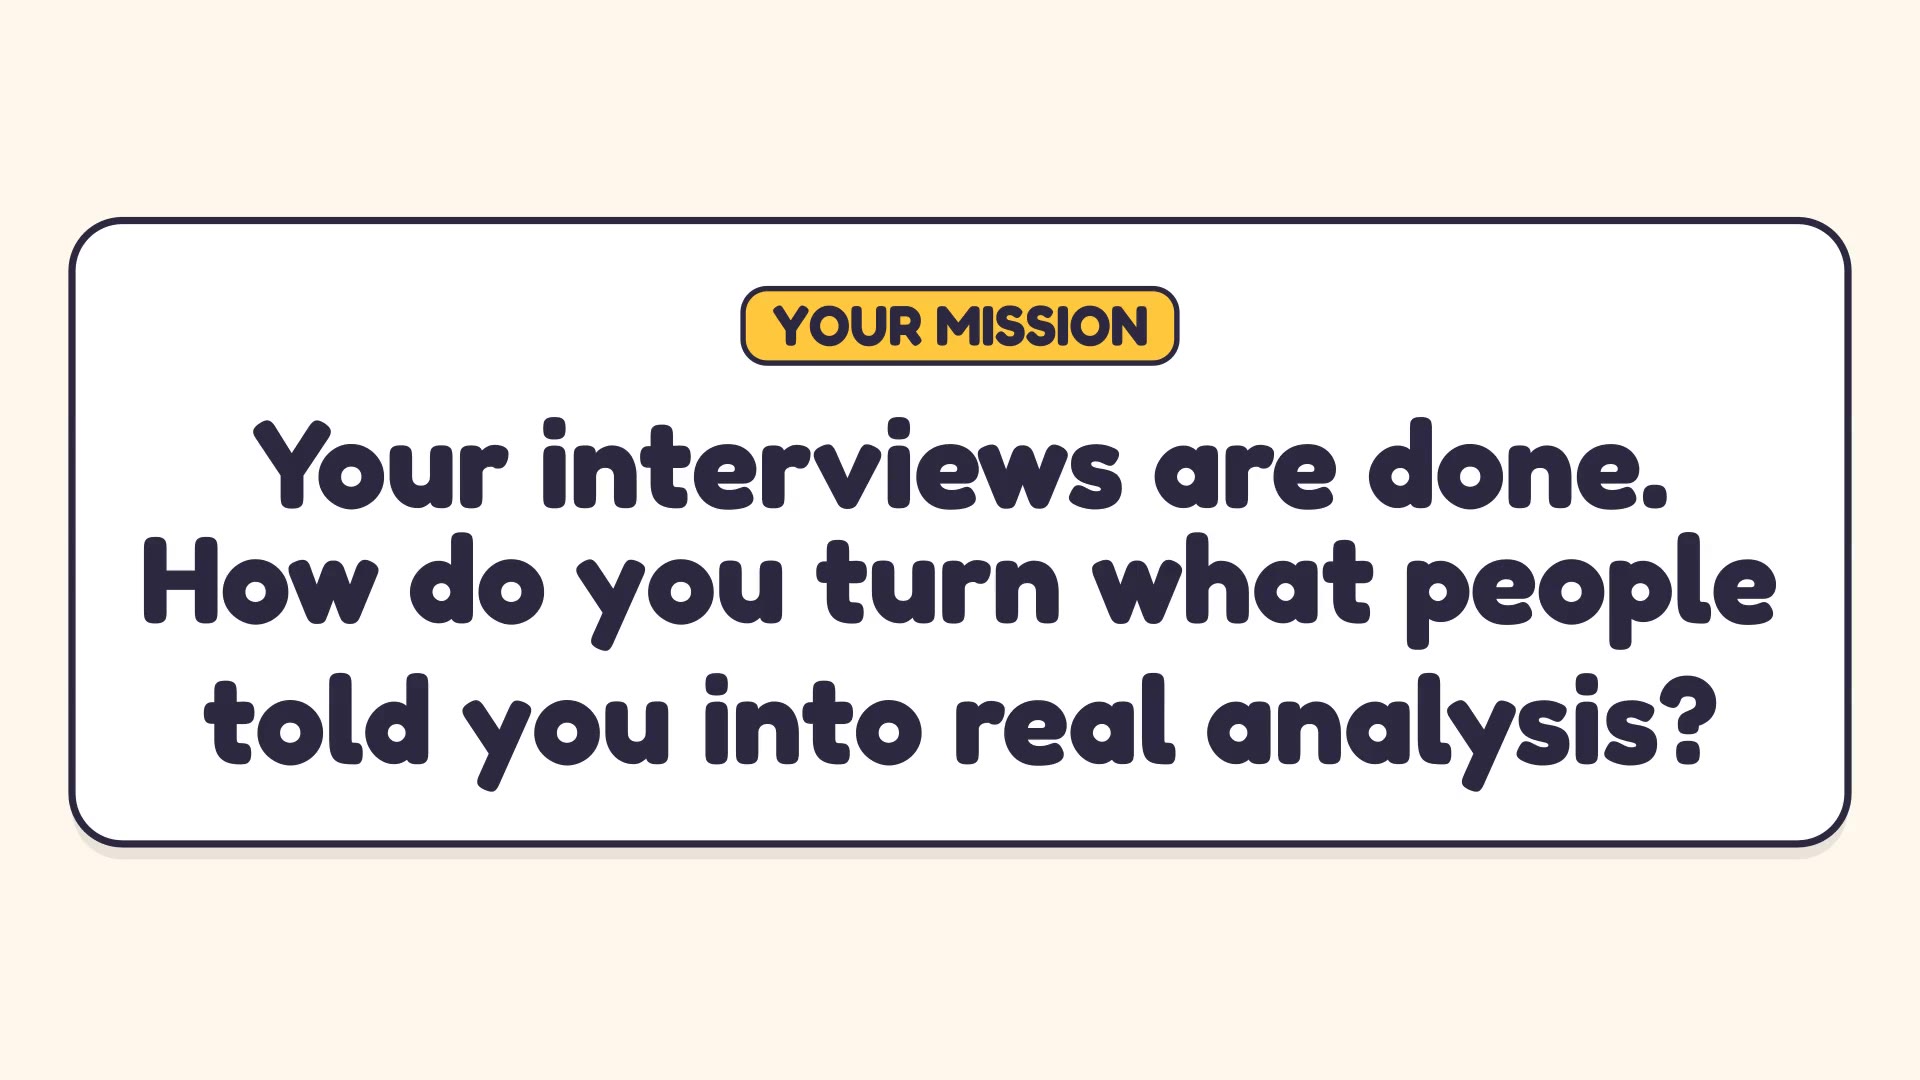 YOUR MISSION
Your interviews are done.
How do you turn what people
told you into real analysis?